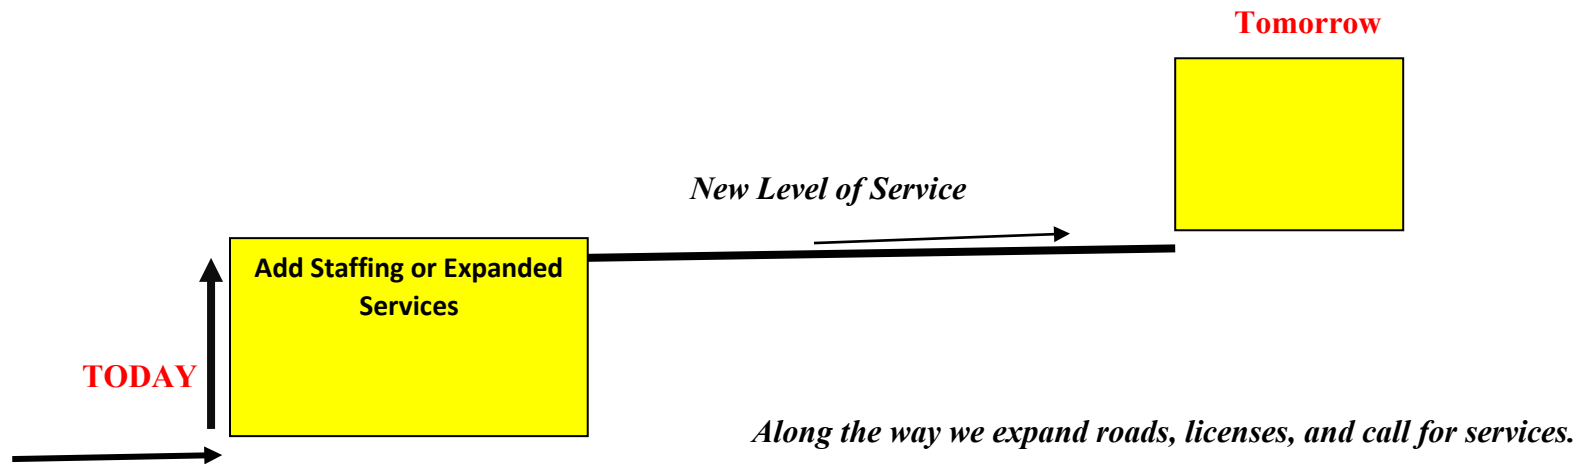 Tomorrow
New Level of Service
Add Staffing or Expanded
Services
TODAY
Along the way we expand roads, licenses, and call for services.